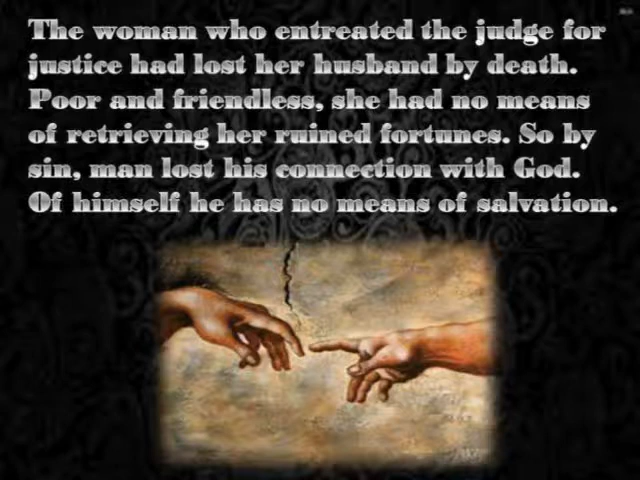 The woman who entreated the judge for
justice had lost her husband by death.
Poor and friendless, she had no means
of retrieving her ruined fortunes. So by
sin, man lost his connection with God.
Of himself he has no means of salvation.